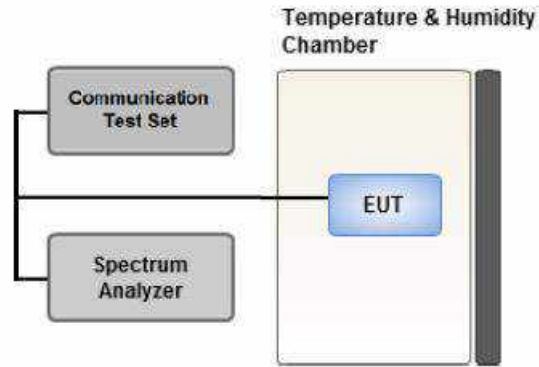 Temperature & Humidity
Chamber
Communication
Test Set
EUT
Spectrum
Analyzer